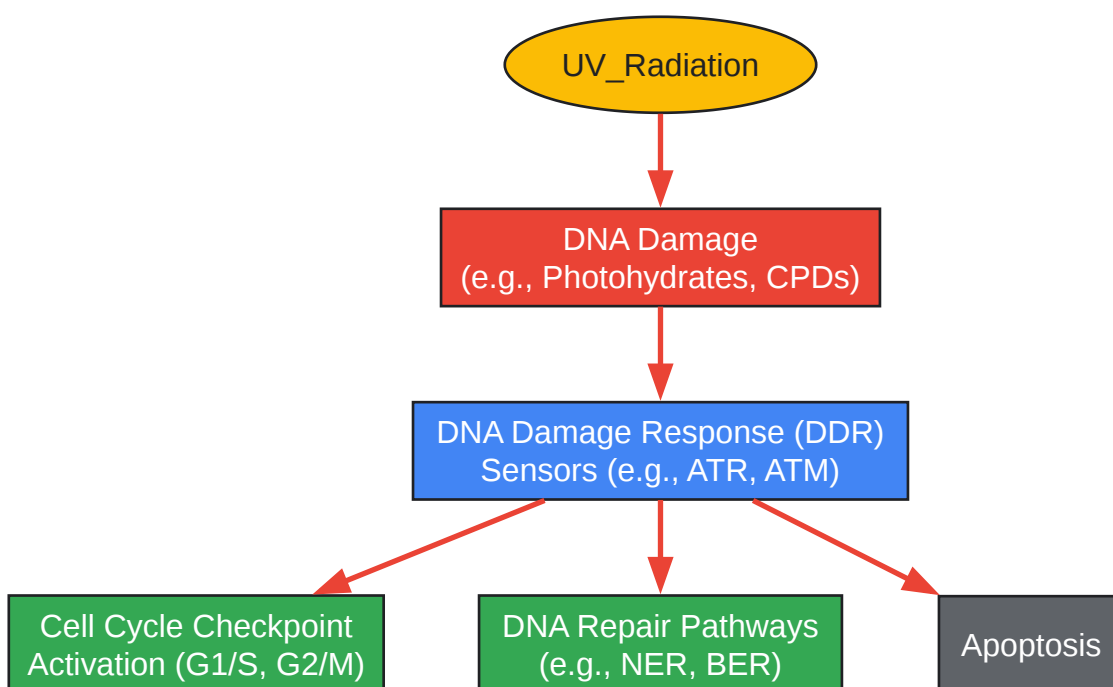 UV_Radiation
DNA Damage
(e.g., Photohydrates, CPDs)
DNA Damage Response (DDR)
Sensors (e.g., ATR, ATM)
Cell Cycle Checkpoint
Activation (G1/S, G2/M)
DNA Repair Pathways
(e.g., NER, BER)
Apoptosis